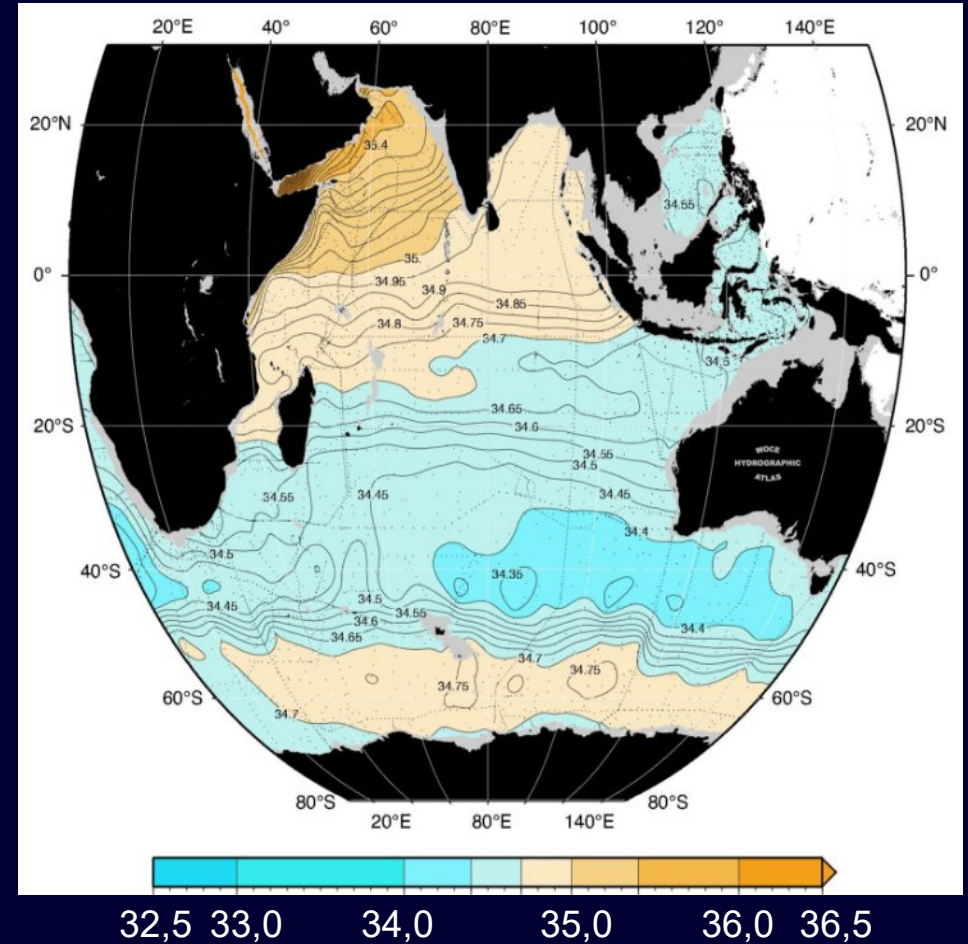 20°E 40° 60° 80°E 100° 120° 140°E
20°N 20°N
35.4
34.55
0° 0°
35.
34.95
34.9
34.85
34.8
34.75
34.7
34.6
34.65
34.6
20°S 20°S
34.55
34.5
WOCE
HYDROGRAPHIC
ATLAS
34.55
34.45
34.45
34.4
34.5
34.35
40°S 40°S
34.5
34.45
34.55
34.6
34.4
34.65
34.7
34.75
34.75
60°S 60°S
34.7
80°S 80°S
20°E 80°E 140°E
32,5 33,0 34,0 35,0 36,0 36,5